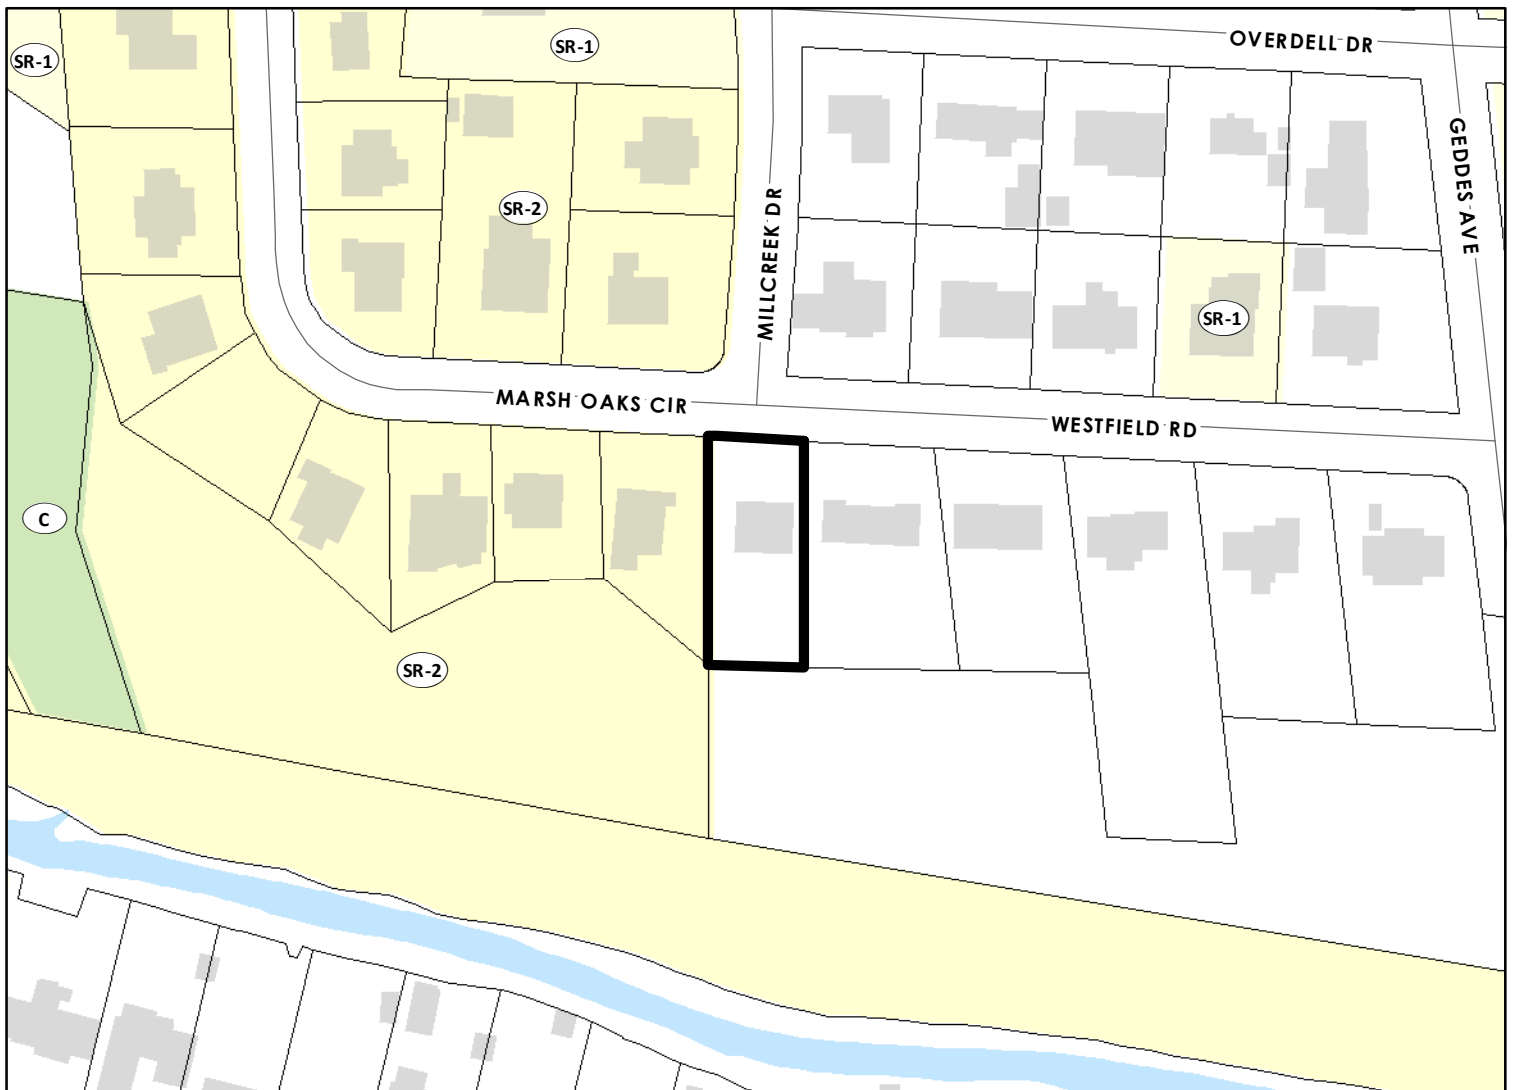 OVERDELL DR
SR-1
SR-1
GEDDES AVE
SR-2
MILLCREEK DR
SR-1
MARSH OAKS CIR
WESTFIELD RD
C
SR-2